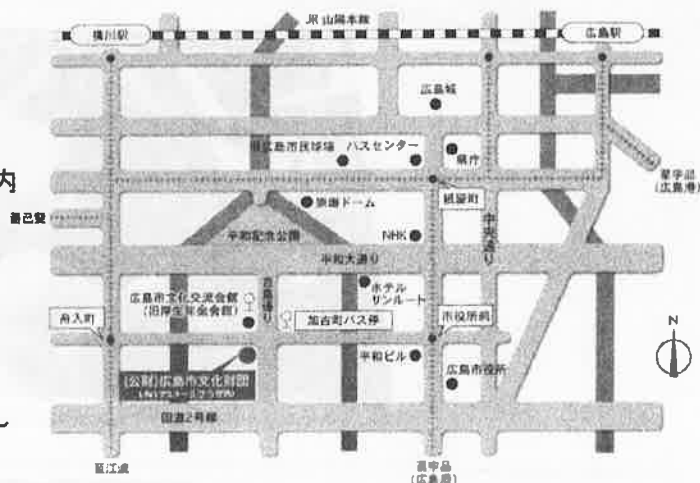 JR 山陽本線
横川駅
広島駅
広島城
旧広島市民球場
バスセンター
県庁
至宇品
(広島港)
内
至己斐
原爆ドーム
紙屋町
中央通り
平和記念公園
NHK
平和大通り
吉島通り
ホテル
サンルート
広島市文化交流会館
(旧厚生年金会館)
加古町バス停
舟入町
市役所前
平和ビル
広島市役所
(公財)広島市文化財団
国道2号線
至江波
至宇品
(広島港)
N